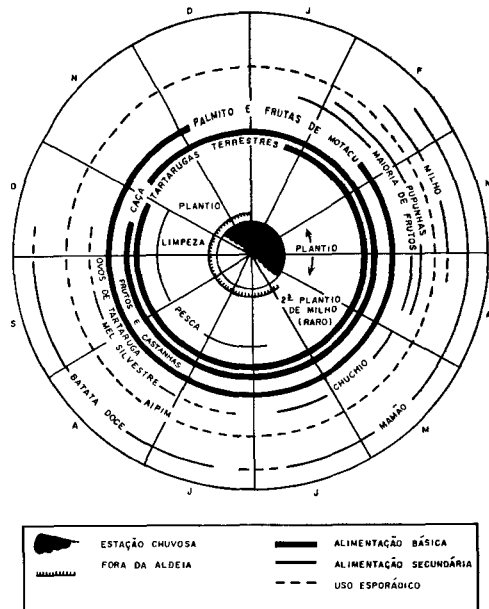 D
J
N
F
O
M
S
A
A
M
J
J
PALMITO E FRUTAS DE MOTACU
TARTARUGAS TERRESTRES
CAÇA
MAIORIA DE FRUTOS
PUPUNHAS
MILHO
PLANTIO
LIMPEZA
PLANTIO
2º PLANTIO
DE MILHO
(RARO)
PESCA
FRUTOS E CASTANHAS
OVOS DE TARTARUGA
MEL SILVESTRE
AIPIM
BATATA DOCE
CHUCHIO
MAMÃO
ESTAÇÃO CHUVOSA
FORA DA ALDEIA
ALIMENTAÇÃO BÁSICA
ALIMENTAÇÃO SECUNDÁRIA
USO ESPORÁDICO